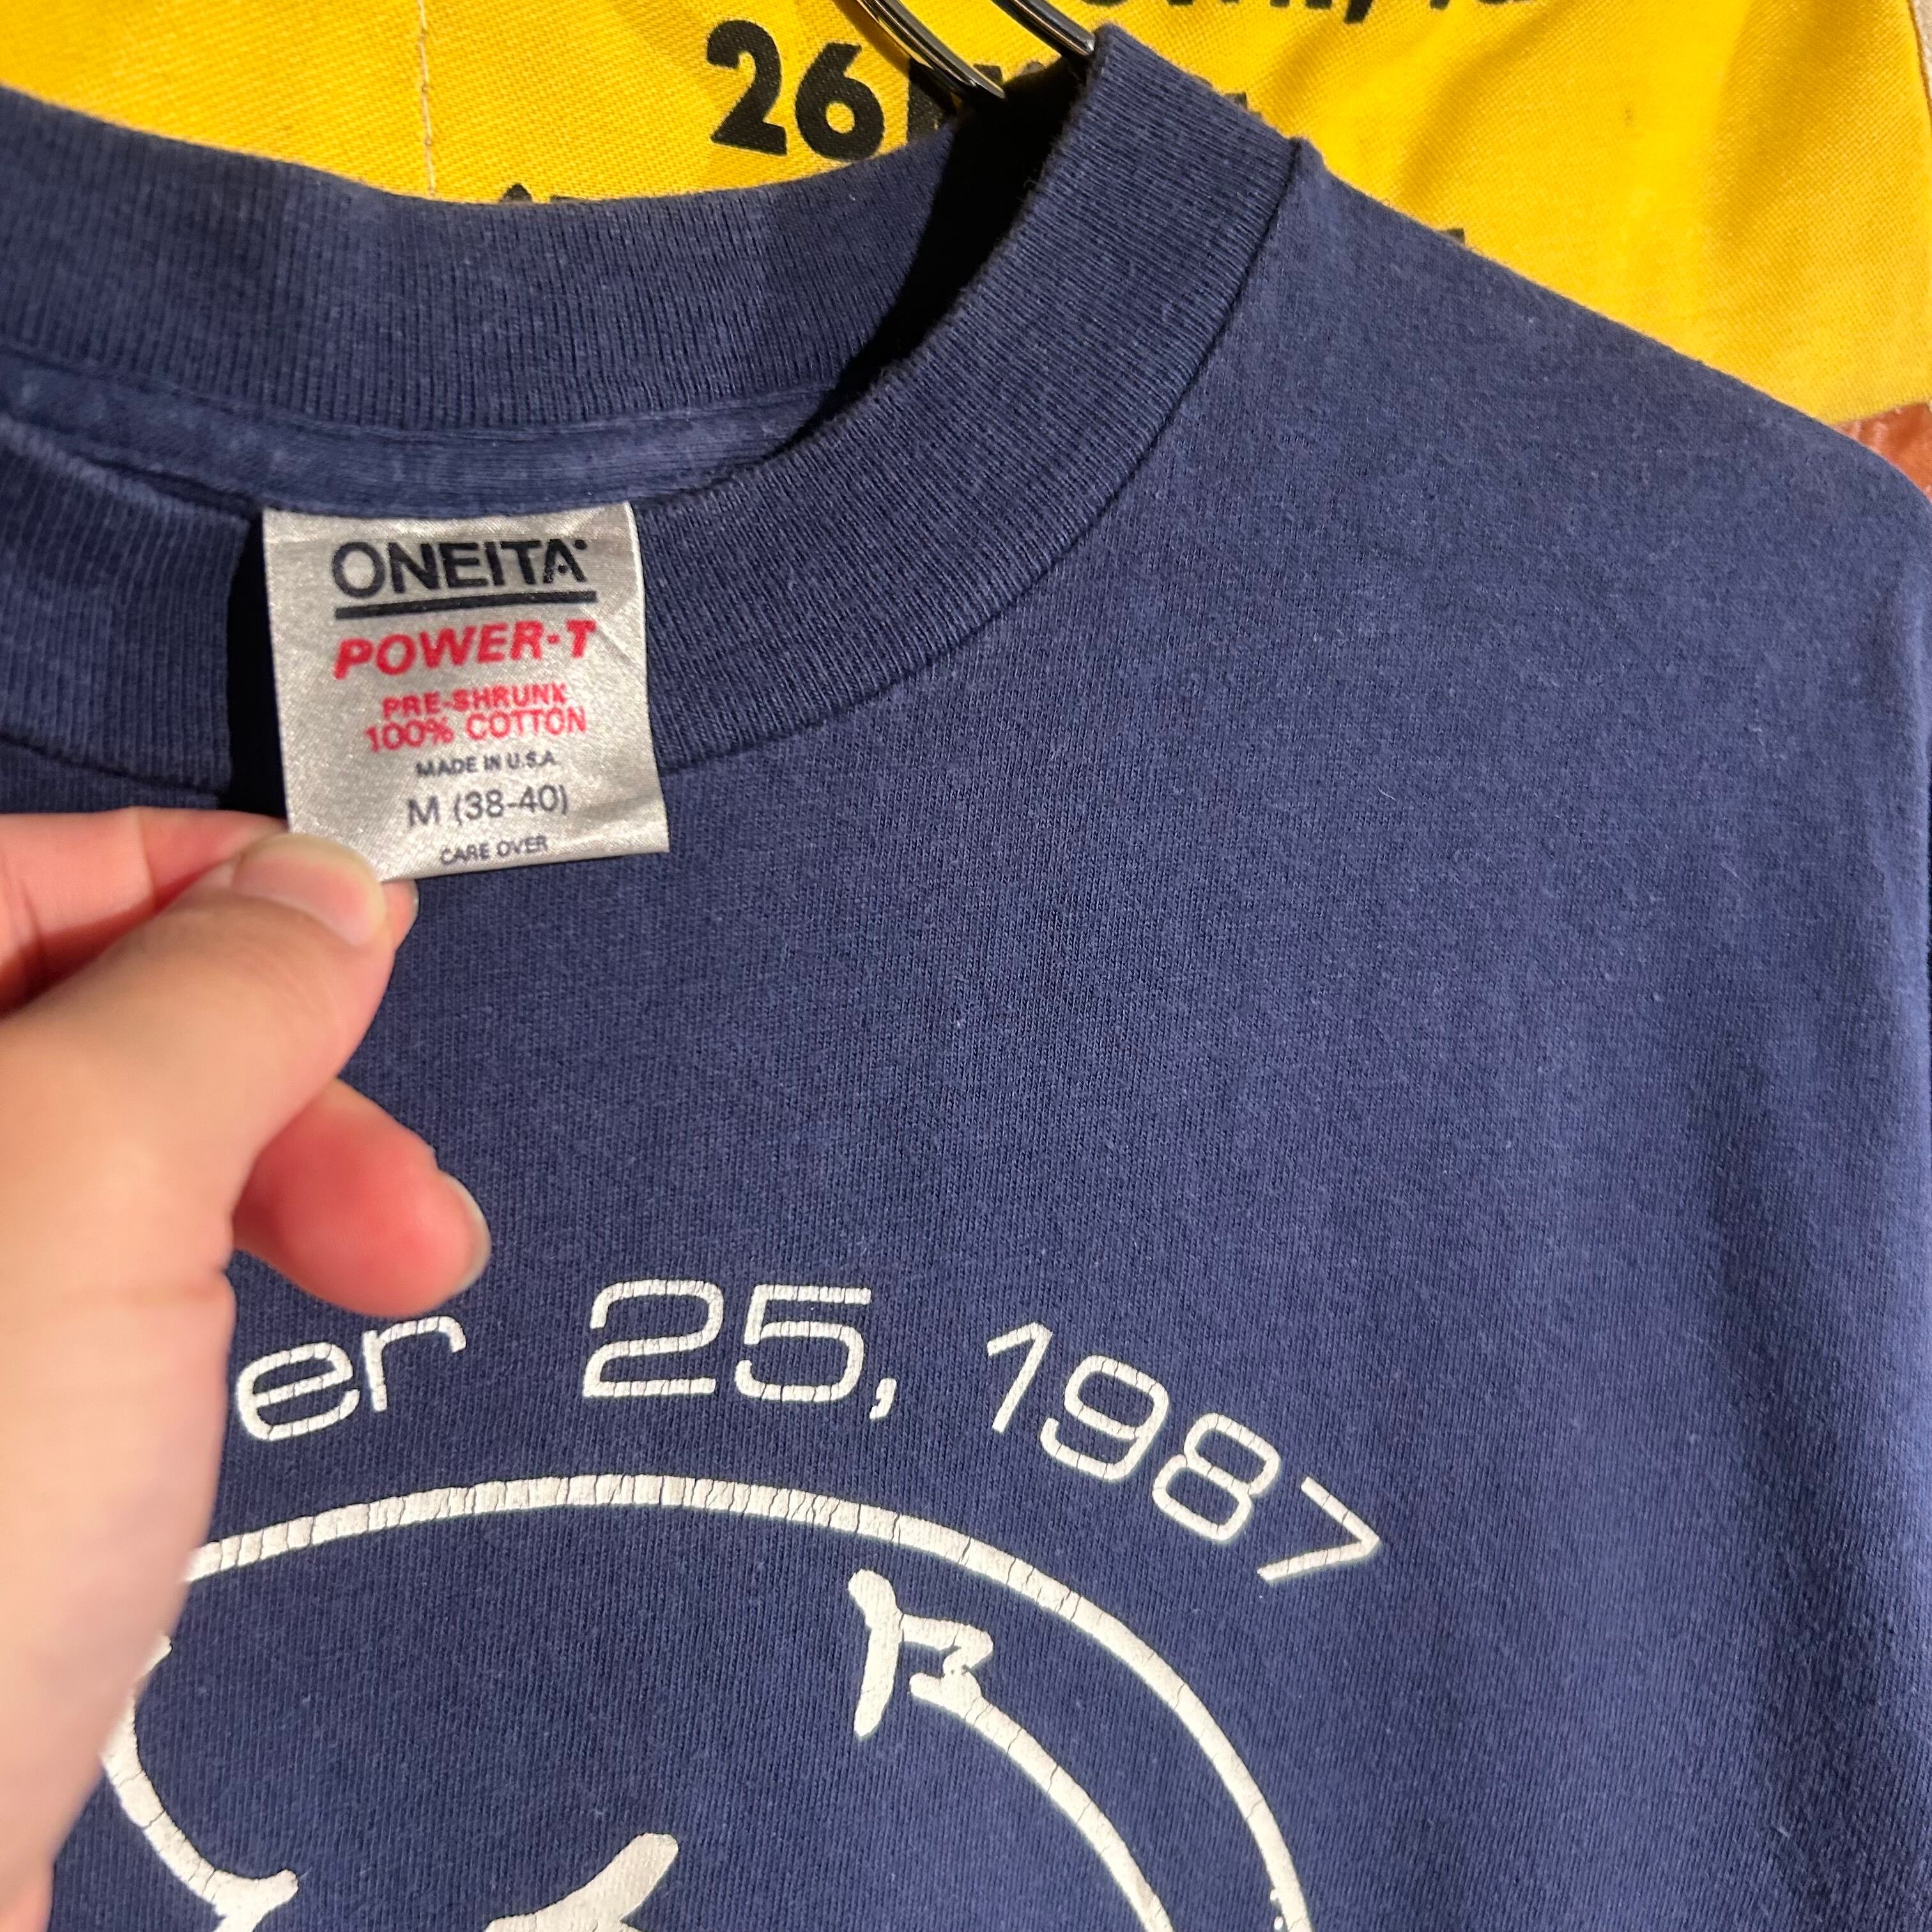 26
ONEITA
POWER-T
PRE-SHRUNK
100% COTTON
MADE IN U.S.A.
M (38-40)
CARE OVER
er 25, 1987